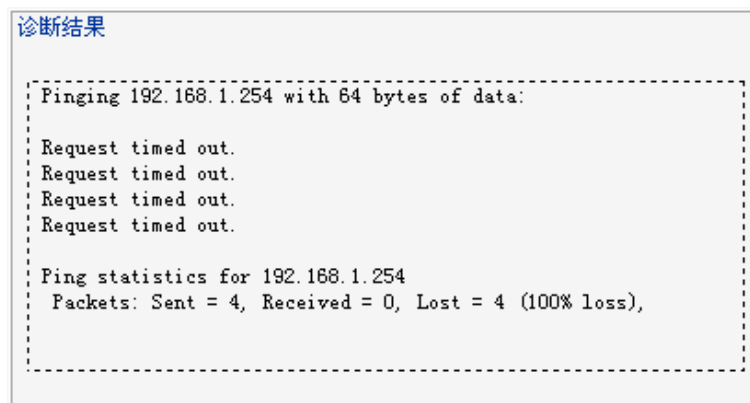 诊断结果
Pinging 192.168.1.254 with 64 bytes of data:
Request timed out.
Request timed out.
Request timed out.
Request timed out.
Ping statistics for 192.168.1.254
Packets: Sent = 4, Received = 0, Lost = 4 (100% loss),